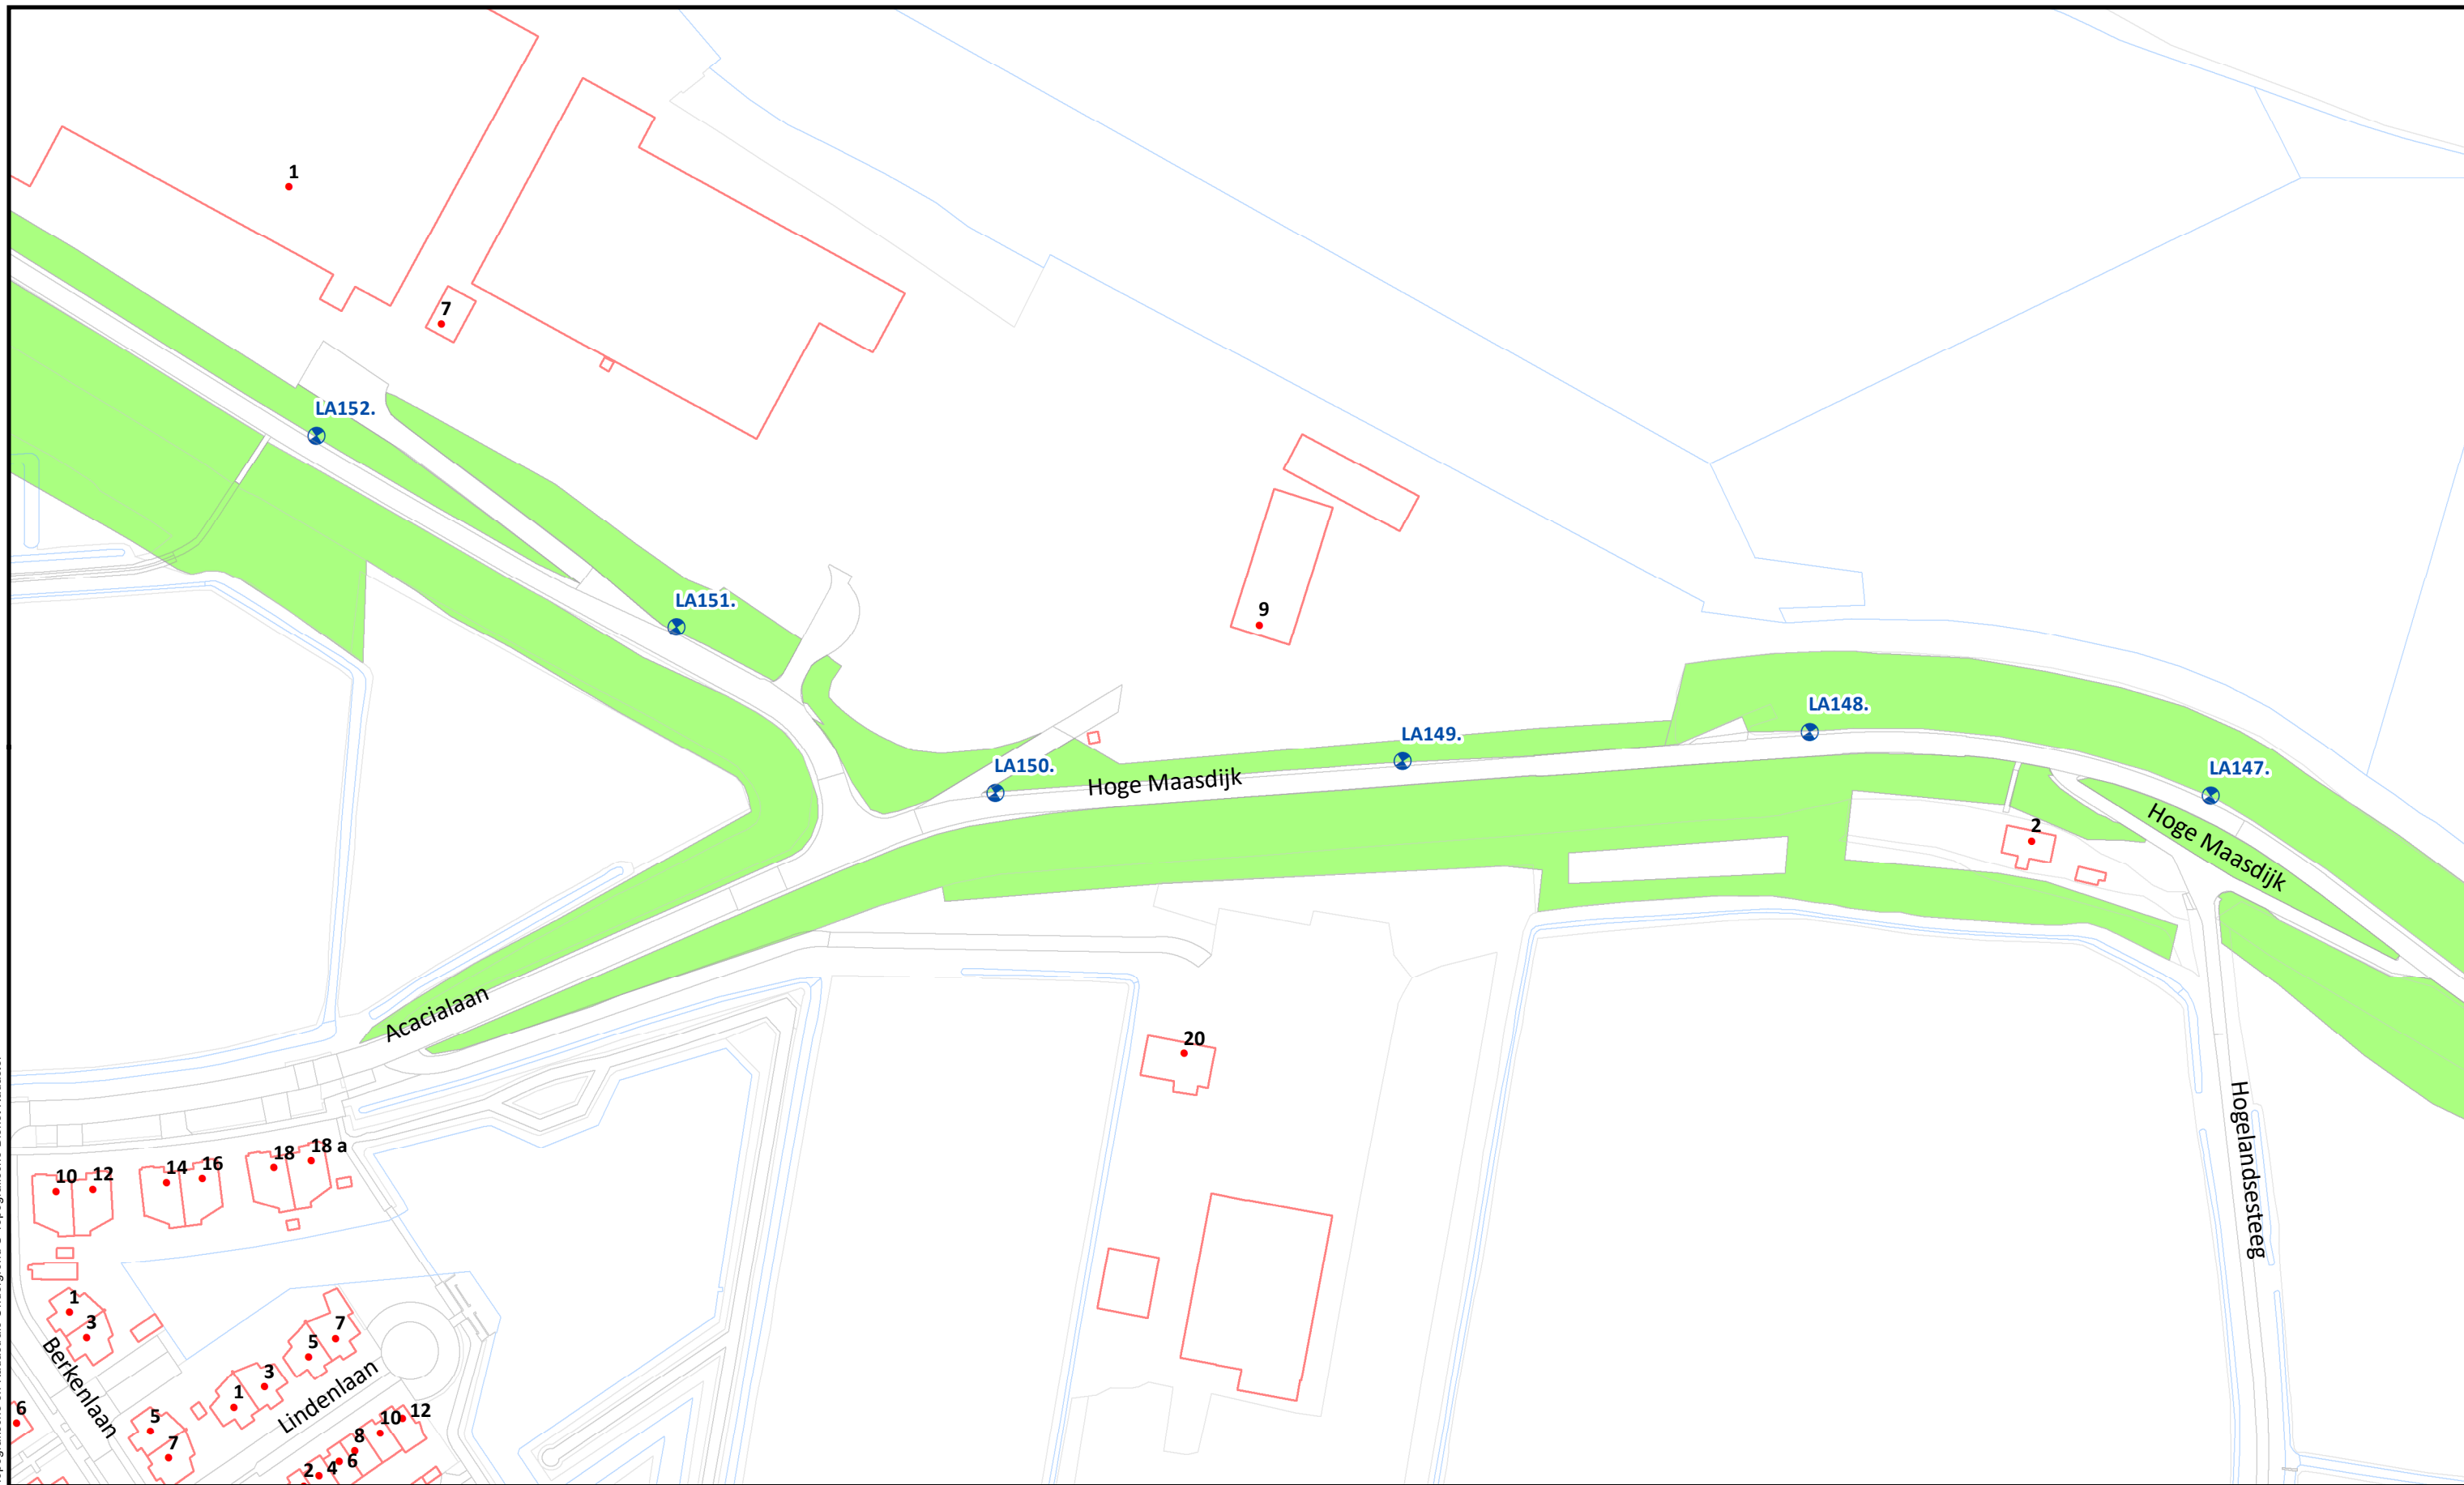 1
7
LA152.
LA151.
9
LA148.
LA149.
LA150.
LA147.
Hoge Maasdijk
Hoge Maasdijk
2
Acacialaan
20
Hogelandsesteeg
18
18 a
14
16
10
12
1
3
7
5
3
1
Berkenlaan
Lindenlaan
6
5
7
12
10
8
6
4
2